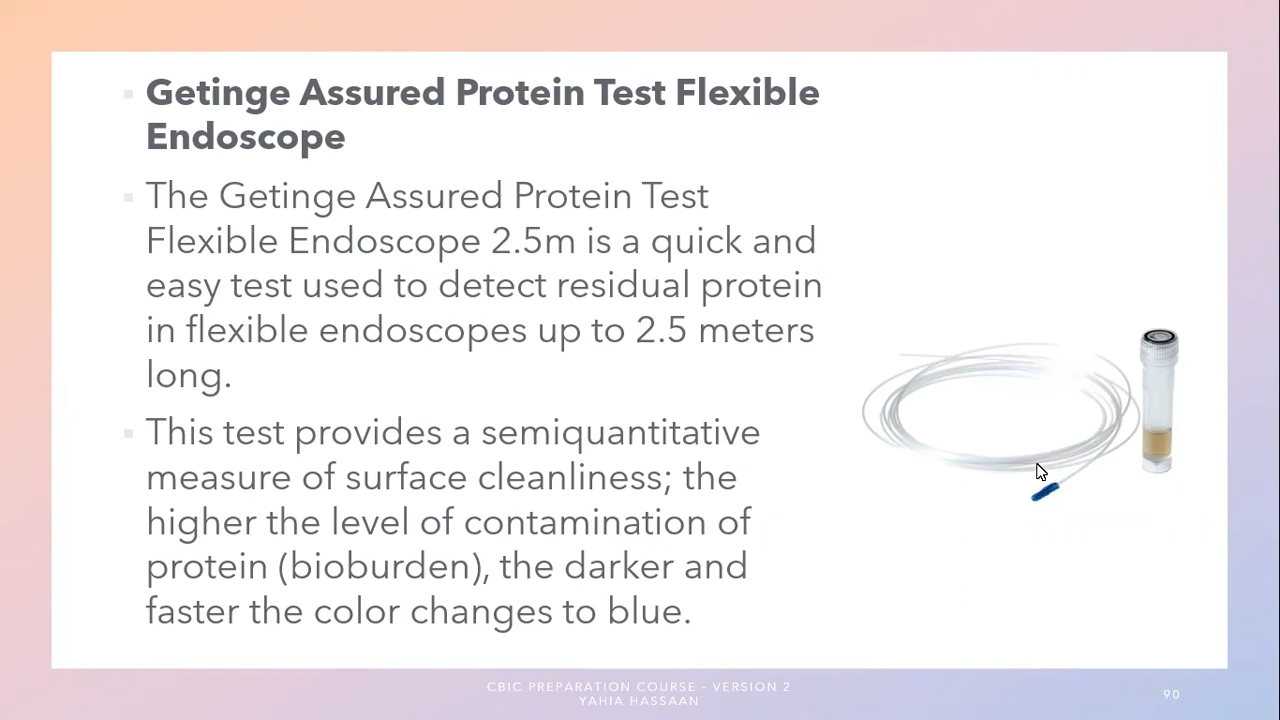 Getinge Assured Protein Test Flexible
Endoscope
The Getinge Assured Protein Test
Flexible Endoscope 2.5m is a quick and
easy test used to detect residual protein
in flexible endoscopes up to 2.5 meters
long.
This test provides a semiquantitative
measure of surface cleanliness; the
higher the level of contamination of
protein (bioburden), the darker and
faster the color changes to blue.
CBIC PREPARATION COURSE - VERSION 2
YAHIA HASSAAN
90